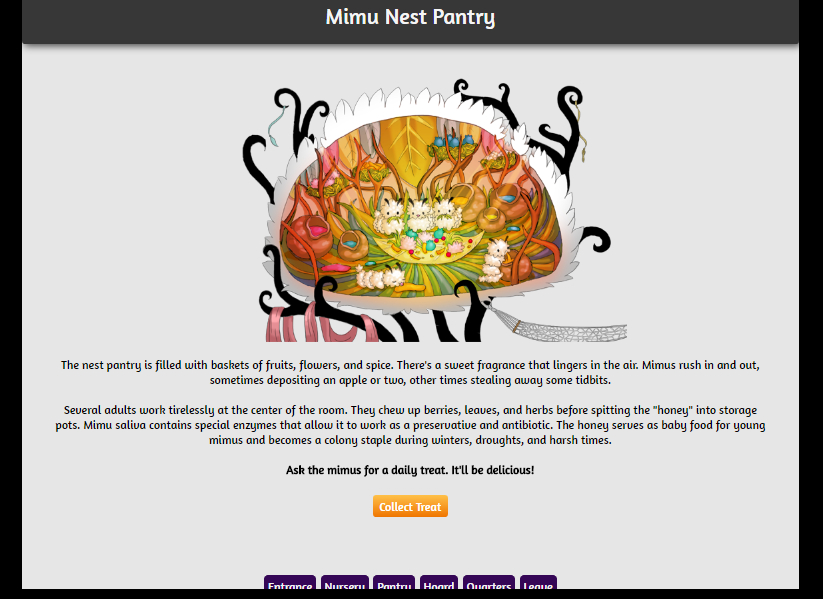 Mimu Nest Pantry
The nest pantry is filled with baskets of fruits, flowers, and spice. There's a sweet fragrance that lingers in the air. Mimus rush in and out,
sometimes depositing an apple or two, other times stealing away some tidbits.
Several adults work tirelessly at the center of the room. They chew up berries, leaves, and herbs before spitting the "honey" into storage
pots. Mimu saliva contains special enzymes that allow it to work as a preservative and antibiotic. The honey serves as baby food for young
mimus and becomes a colony staple during winters, droughts, and harsh times.
Ask the mimus for a daily treat. It'll be delicious!
Collect Treat
Entrance Nursery Pantry Hoard Quarters Leave